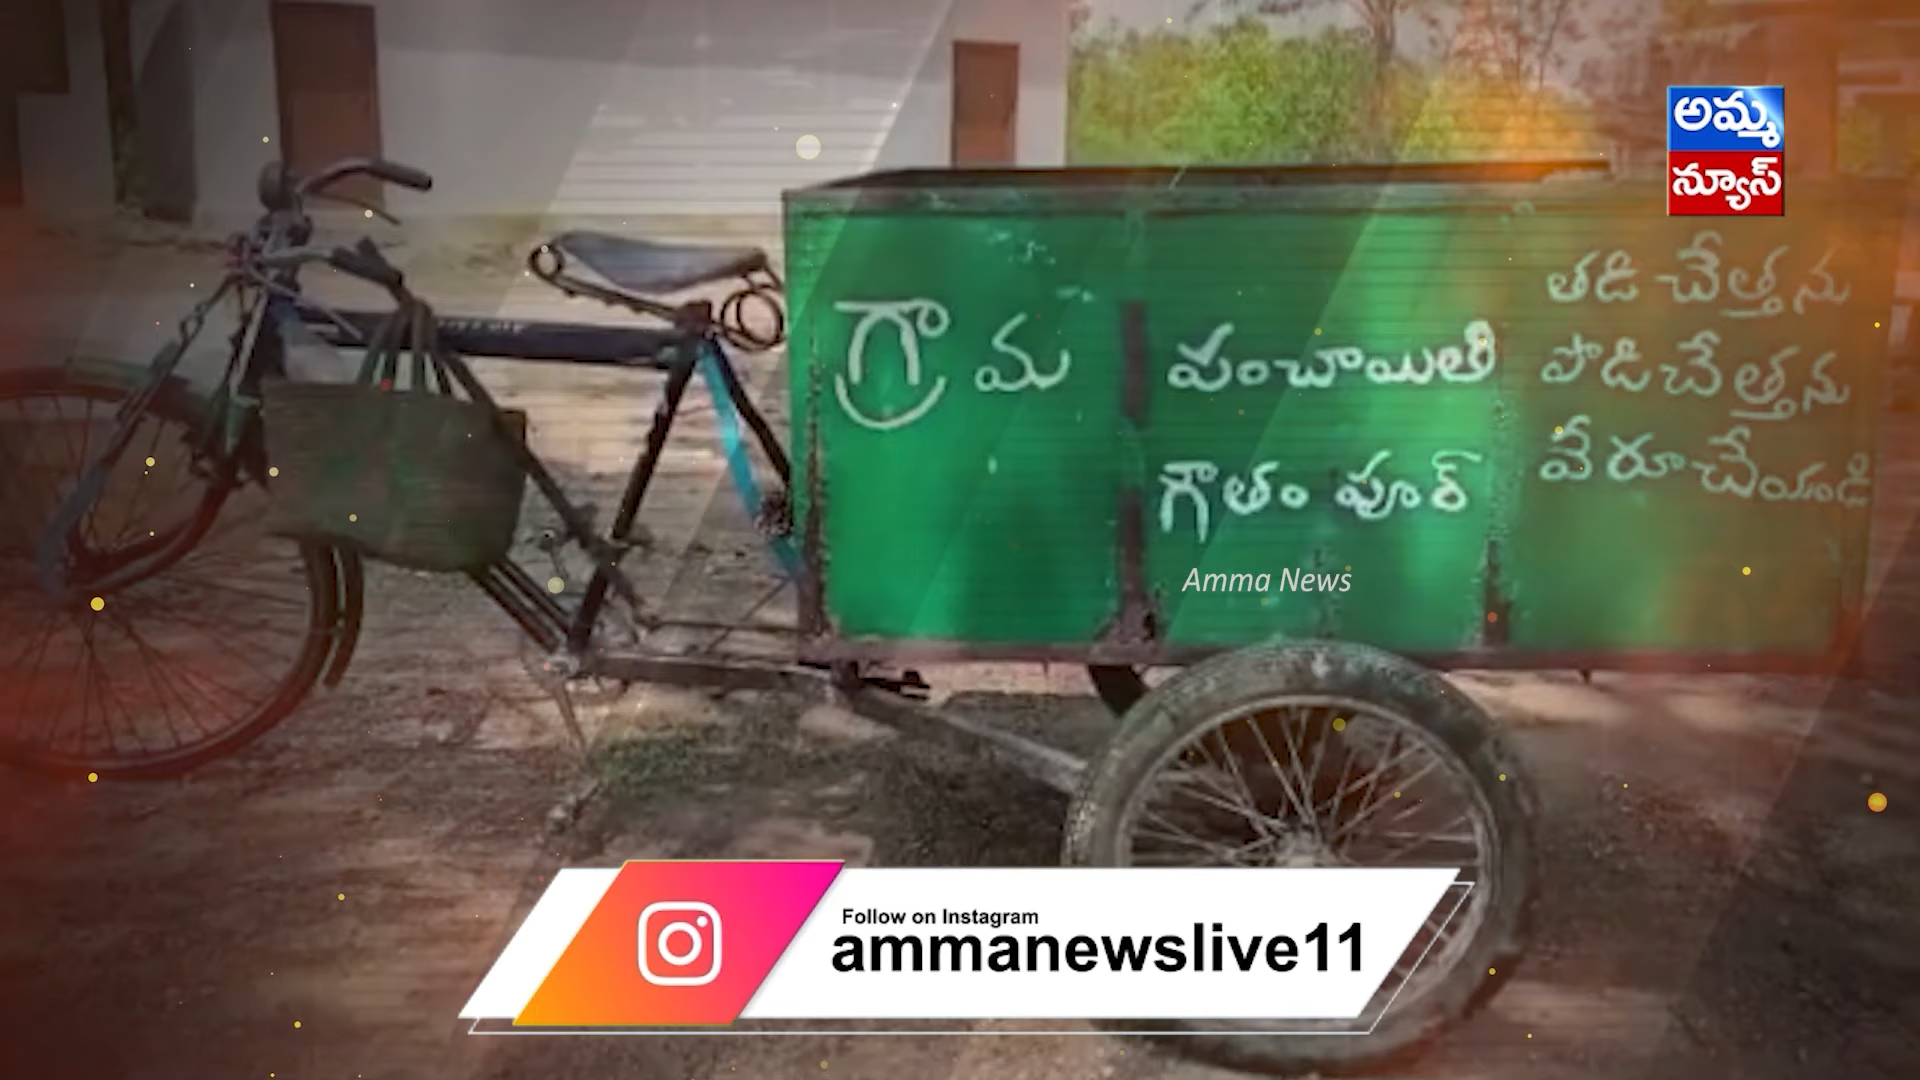 అమ్మ
న్యూస్
గ్రామ పంచాయితి
గౌతం పూర్
తడి చేత్తను
పొడిచేత్తను
వేరూచేయండి
Amma News
Follow on Instagram
ammanewslive11